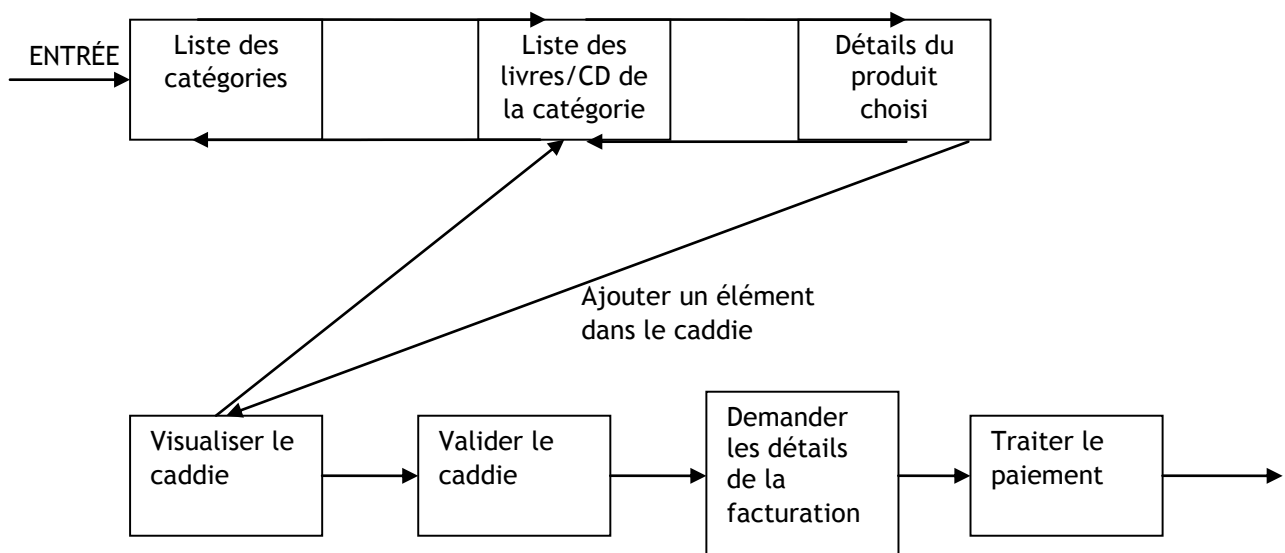 ENTRÉE
Liste des
catégories
Liste des
livres/CD de
la catégorie
Détails du
produit
choisi
Ajouter un élément
dans le caddie
Visualiser le
caddie
Valider le
caddie
Demander
les détails
de la
facturation
Traiter le
paiement